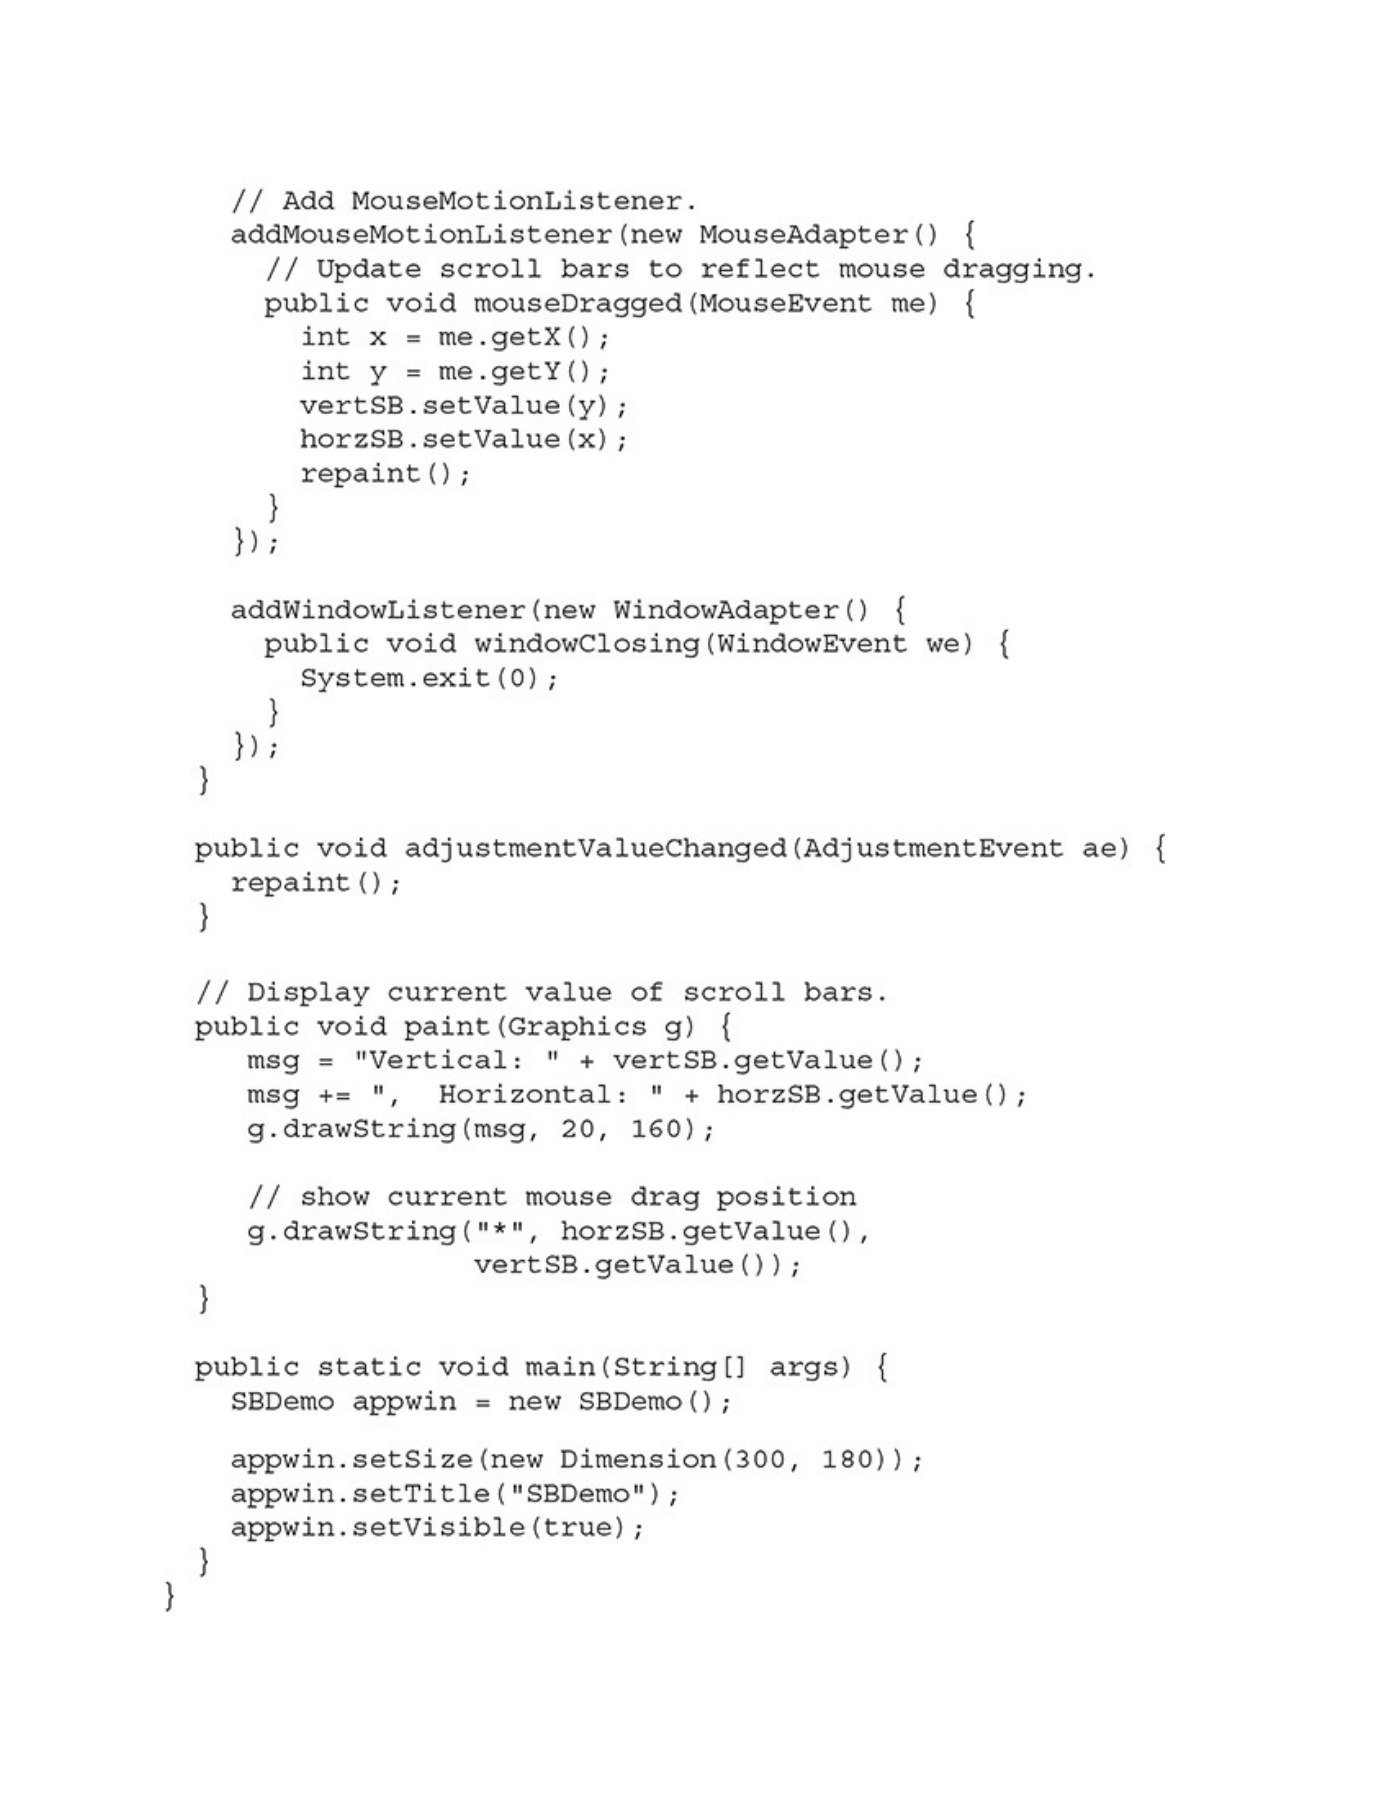 // Add MouseMotionListener.
addMouseMotionListener(new MouseAdapter() {
  // Update scroll bars to reflect mouse dragging.
  public void mouseDragged(MouseEvent me) {
    int x = me.getX();
    int y = me.getY();
    vertSB.setValue(y);
    horzSB.setValue(x);
    repaint();
  }
});

addWindowListener(new WindowAdapter() {
  public void windowClosing(WindowEvent we) {
    System.exit(0);
  }
});
}

public void adjustmentValueChanged(AdjustmentEvent ae) {
  repaint();
}

// Display current value of scroll bars.
public void paint(Graphics g) {
   msg = "Vertical: " + vertSB.getValue();
   msg += ",  Horizontal: " + horzSB.getValue();
   g.drawString(msg, 20, 160);

   // show current mouse drag position
   g.drawString("*", horzSB.getValue(),
                vertSB.getValue());
}

public static void main(String[] args) {
  SBDemo appwin = new SBDemo();

  appwin.setSize(new Dimension(300, 180));
  appwin.setTitle("SBDemo");
  appwin.setVisible(true);
}
}